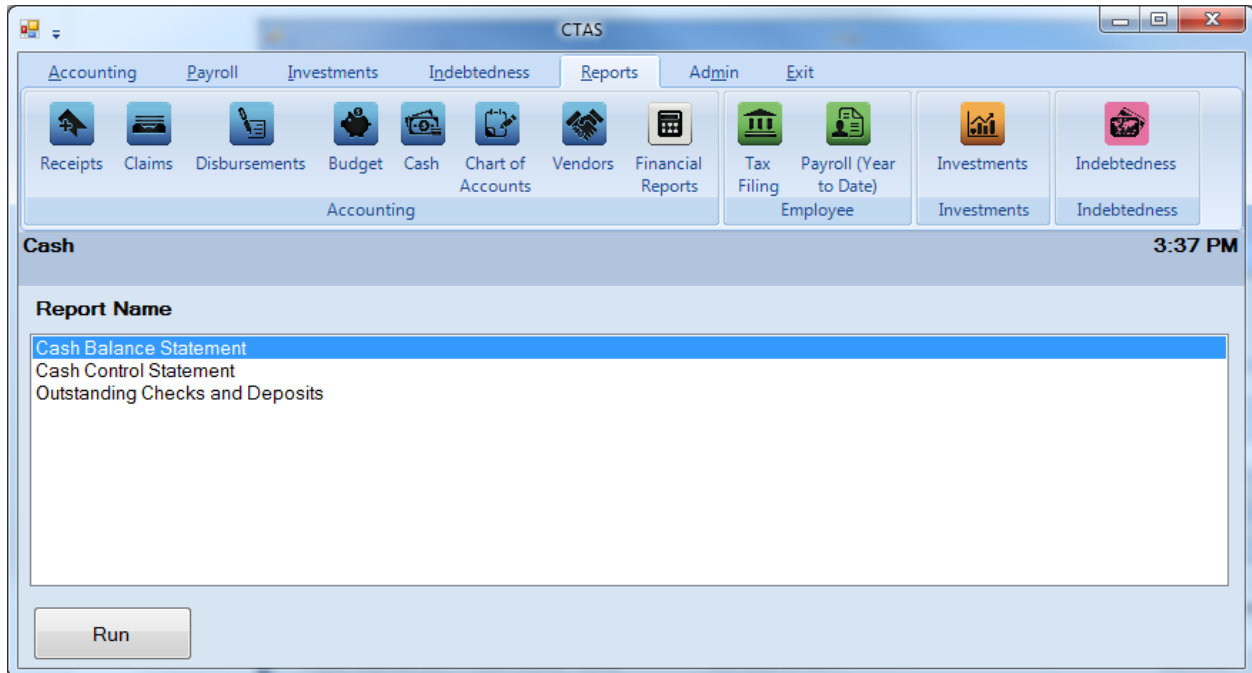 CTAS
Accounting Payroll Investments Indebtedness Reports Admin Exit
Receipts Claims Disbursements Budget Cash Chart of Accounts Vendors Financial Reports Tax Filing Payroll (Year to Date) Investments Indebtedness
Accounting Employee Investments Indebtedness
Cash 3:37 PM
Report Name
Cash Balance Statement
Cash Control Statement
Outstanding Checks and Deposits
Run